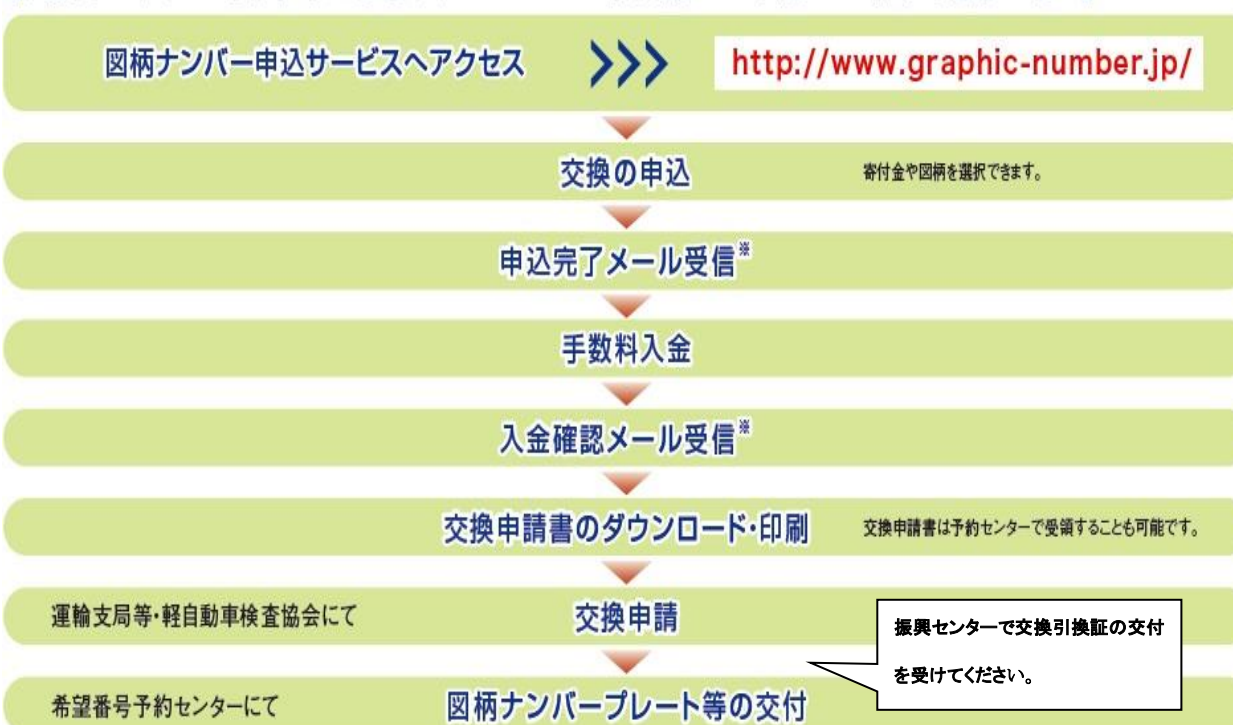 図柄ナンバー申込サービスへアクセス >>> http://www.graphic-number.jp/
交換の申込 寄付金や図柄を選択できます。
申込完了メール受信※
手数料入金
入金確認メール受信※
交換申請書のダウンロード・印刷 交換申請書は予約センターで受領することも可能です。
運輸支局等・軽自動車検査協会にて 交換申請
振興センターで交換引換証の交付
を受けてください。
希望番号予約センターにて 図柄ナンバープレート等の交付